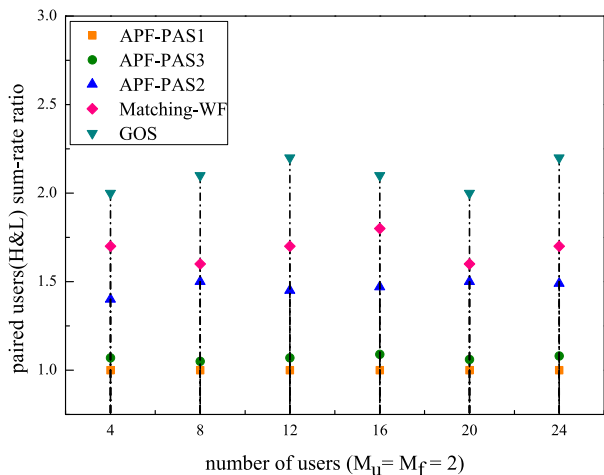 3.0
2.5
2.0
1.5
1.0
APF-PAS1
APF-PAS3
APF-PAS2
Matching-WF
GOS
paired users(H&L) sum-rate ratio
4 8 12 16 20 24
number of users (Mu= Mf = 2)